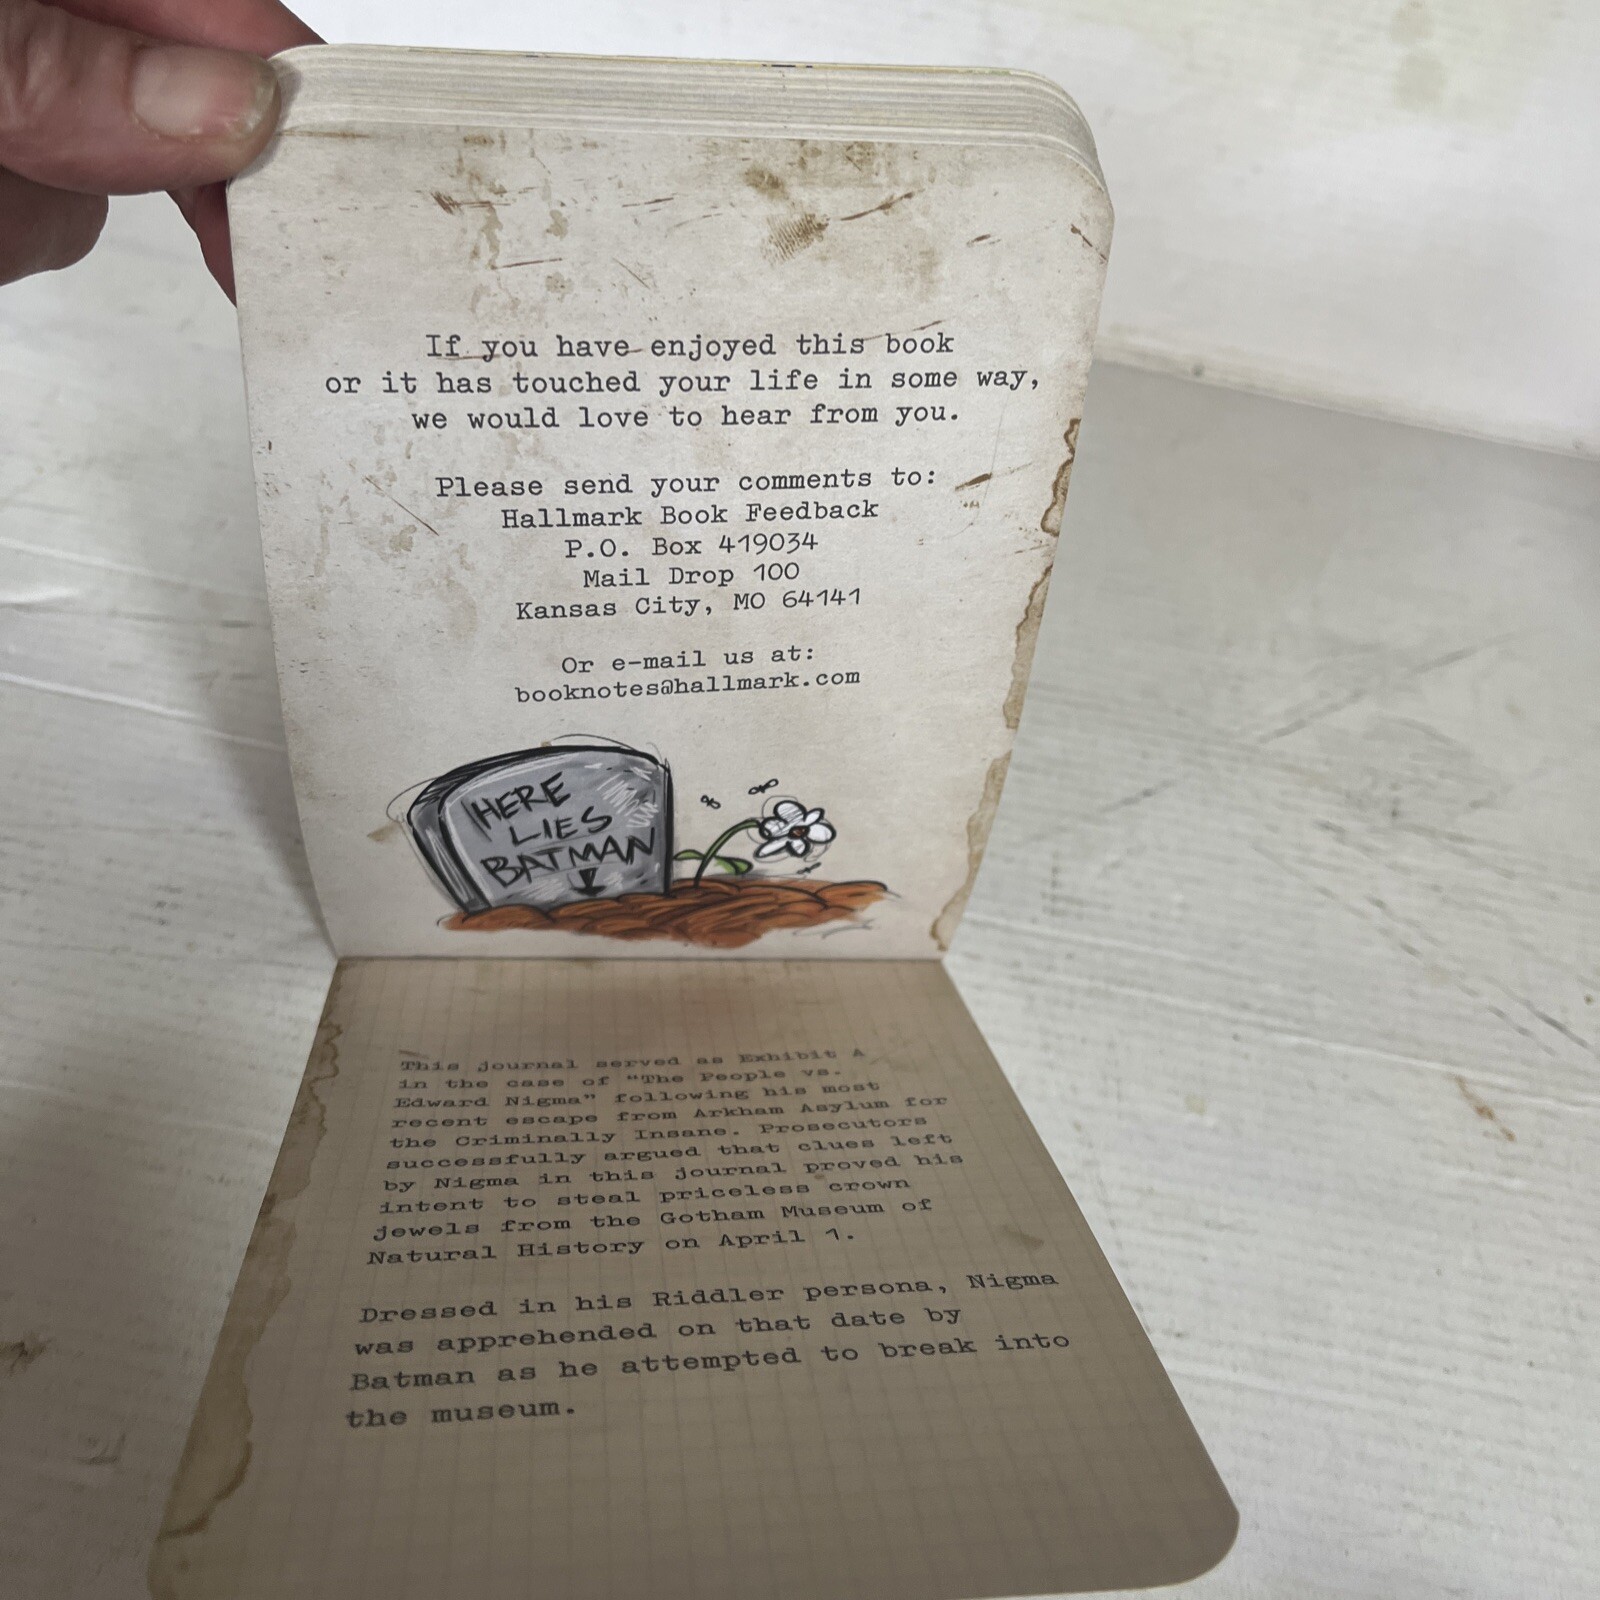 If you have enjoyed this book
or it has touched your life in some way,
we would love to hear from you.
Please send your comments to:
Hallmark Book Feedback
P.O. Box 419034
Mail Drop 100
Kansas City, MO 64141
Or e-mail us at:
booknotes@hallmark.com
HERE
LIES
BATMAN
This journal served as Exhibit A
in the case of "The People vs.
Edward Nigma" following his most
recent escape from Arkham Asylum for
the Criminally Insane. Prosecutors
successfully argued that clues left
by Nigma in this journal proved his
intent to steal priceless crown
jewels from the Gotham Museum of
Natural History on April 1.
Dressed in his Riddler persona, Nigma
was apprehended on that date by
Batman as he attempted to break into
the museum.